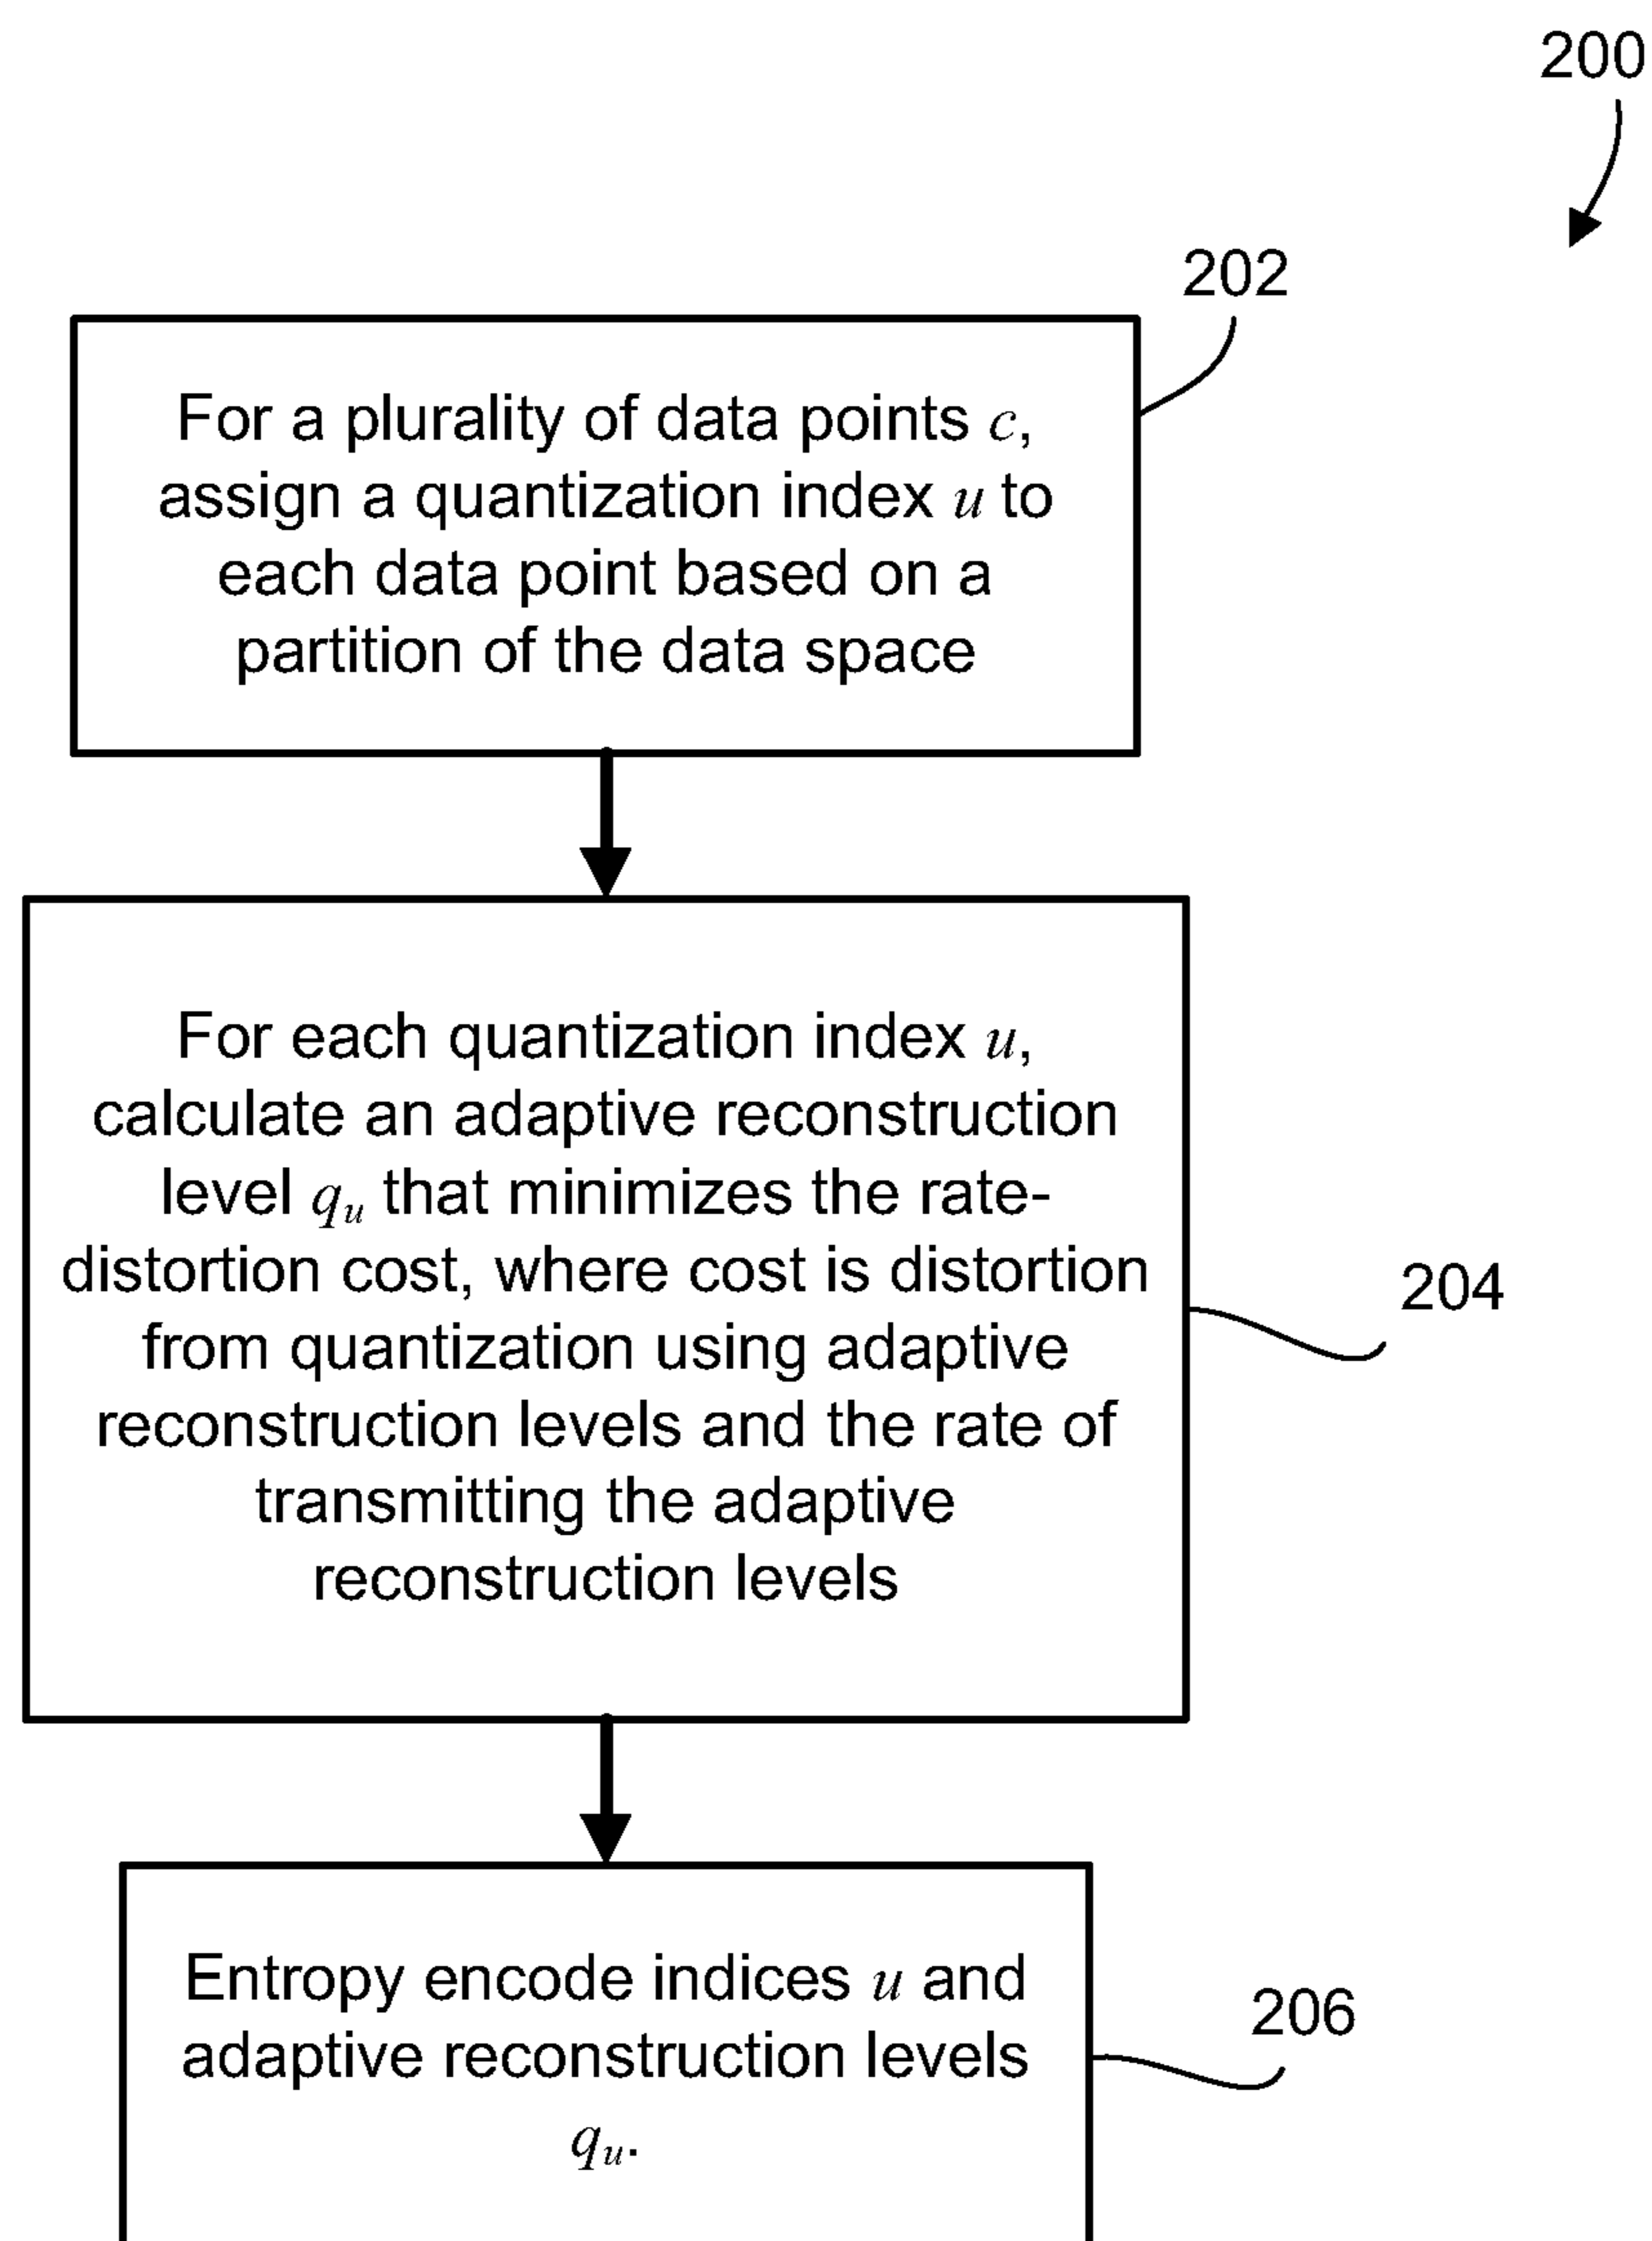 200
202
For a plurality of data points c,
assign a quantization index u to
each data point based on a
partition of the data space
For each quantization index u,
calculate an adaptive reconstruction
level qu that minimizes the rate-
distortion cost, where cost is distortion
from quantization using adaptive
reconstruction levels and the rate of
transmitting the adaptive
reconstruction levels
204
Entropy encode indices u and
adaptive reconstruction levels
qu.
206